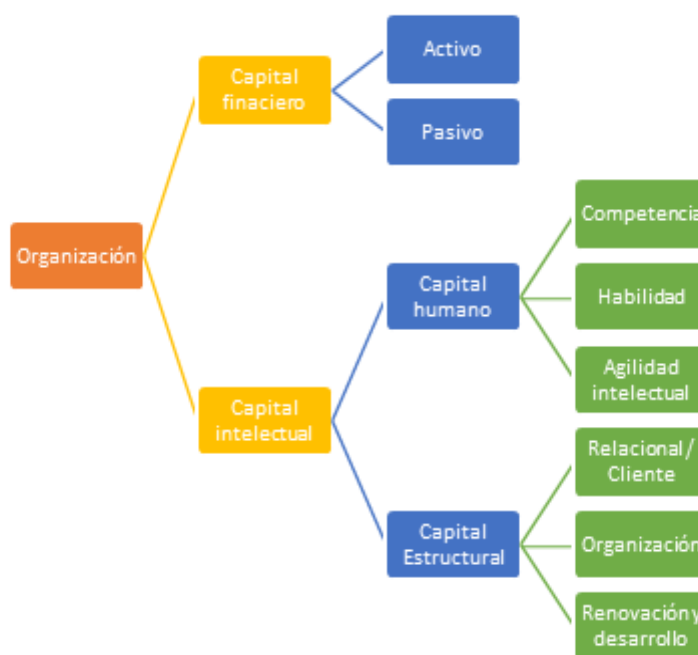 Organización
Capital
finaciero
Activo
Pasivo
Capital
intelectual
Capital
humano
Competencia
Habilidad
Agilidad
intelectual
Capital
Estructural
Relacional/
Cliente
Organización
Renovación y
desarrollo